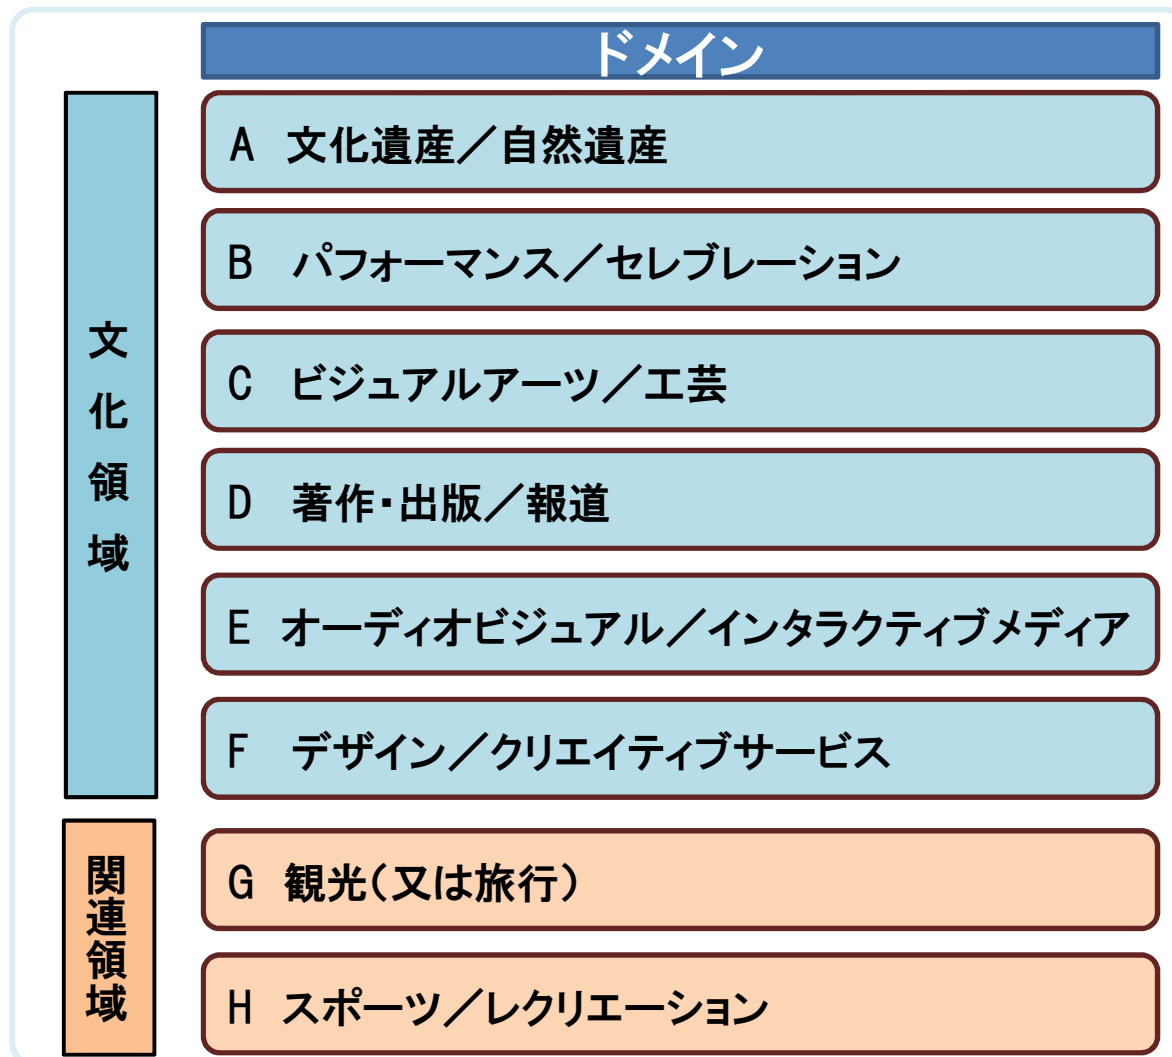 ドメイン
文化領域
A 文化遺産／自然遺産
B パフォーマンス／セレブレーション
C ビジュアルアーツ／工芸
D 著作・出版／報道
E オーディオビジュアル／インタラクティブメディア
F デザイン／クリエイティブサービス
関連領域
G 観光（又は旅行）
H スポーツ／レクリエーション